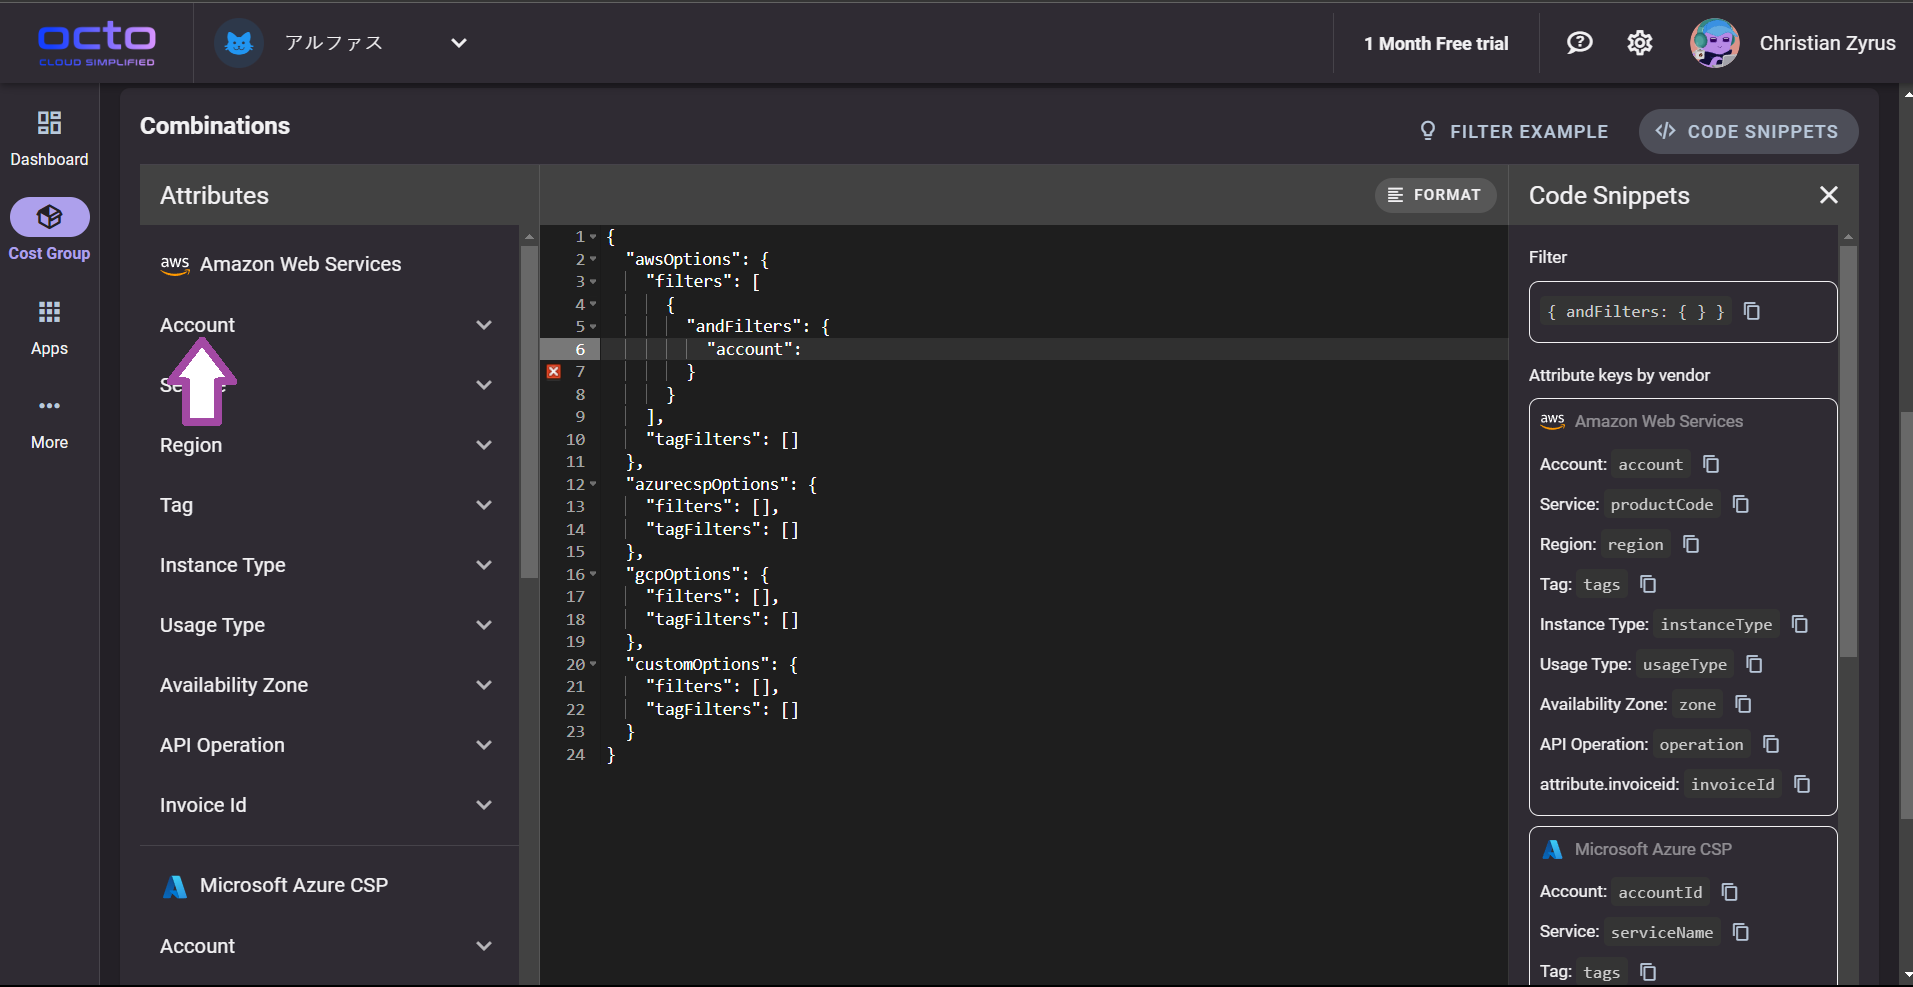 octo
CLOUD SIMPLIFIED
アルファス
1 Month Free trial
Christian Zyrus
Dashboard
Cost Group
Apps
More
Combinations
FILTER EXAMPLE
</> CODE SNIPPETS
Attributes
aws Amazon Web Services
Account
Region
Tag
Instance Type
Usage Type
Availability Zone
API Operation
Invoice Id
Microsoft Azure CSP
Account
FORMAT
1 {
2 "awsOptions": {
3 "filters": [
4 {
5 "andFilters": {
6 "account":
7 }
8 }
9 ],
10 "tagFilters": []
11 },
12 "azurecspOptions": {
13 "filters": [],
14 "tagFilters": []
15 },
16 "gcpOptions": {
17 "filters": [],
18 "tagFilters": []
19 },
20 "customOptions": {
21 "filters": [],
22 "tagFilters": []
23 }
24 }
Code Snippets
Filter
{ andFilters: { } }
Attribute keys by vendor
aws Amazon Web Services
Account: account
Service: productCode
Region: region
Tag: tags
Instance Type: instanceType
Usage Type: usageType
Availability Zone: zone
API Operation: operation
attribute.invoiceid: invoiceId
Microsoft Azure CSP
Account: accountId
Service: serviceName
Tag: tags